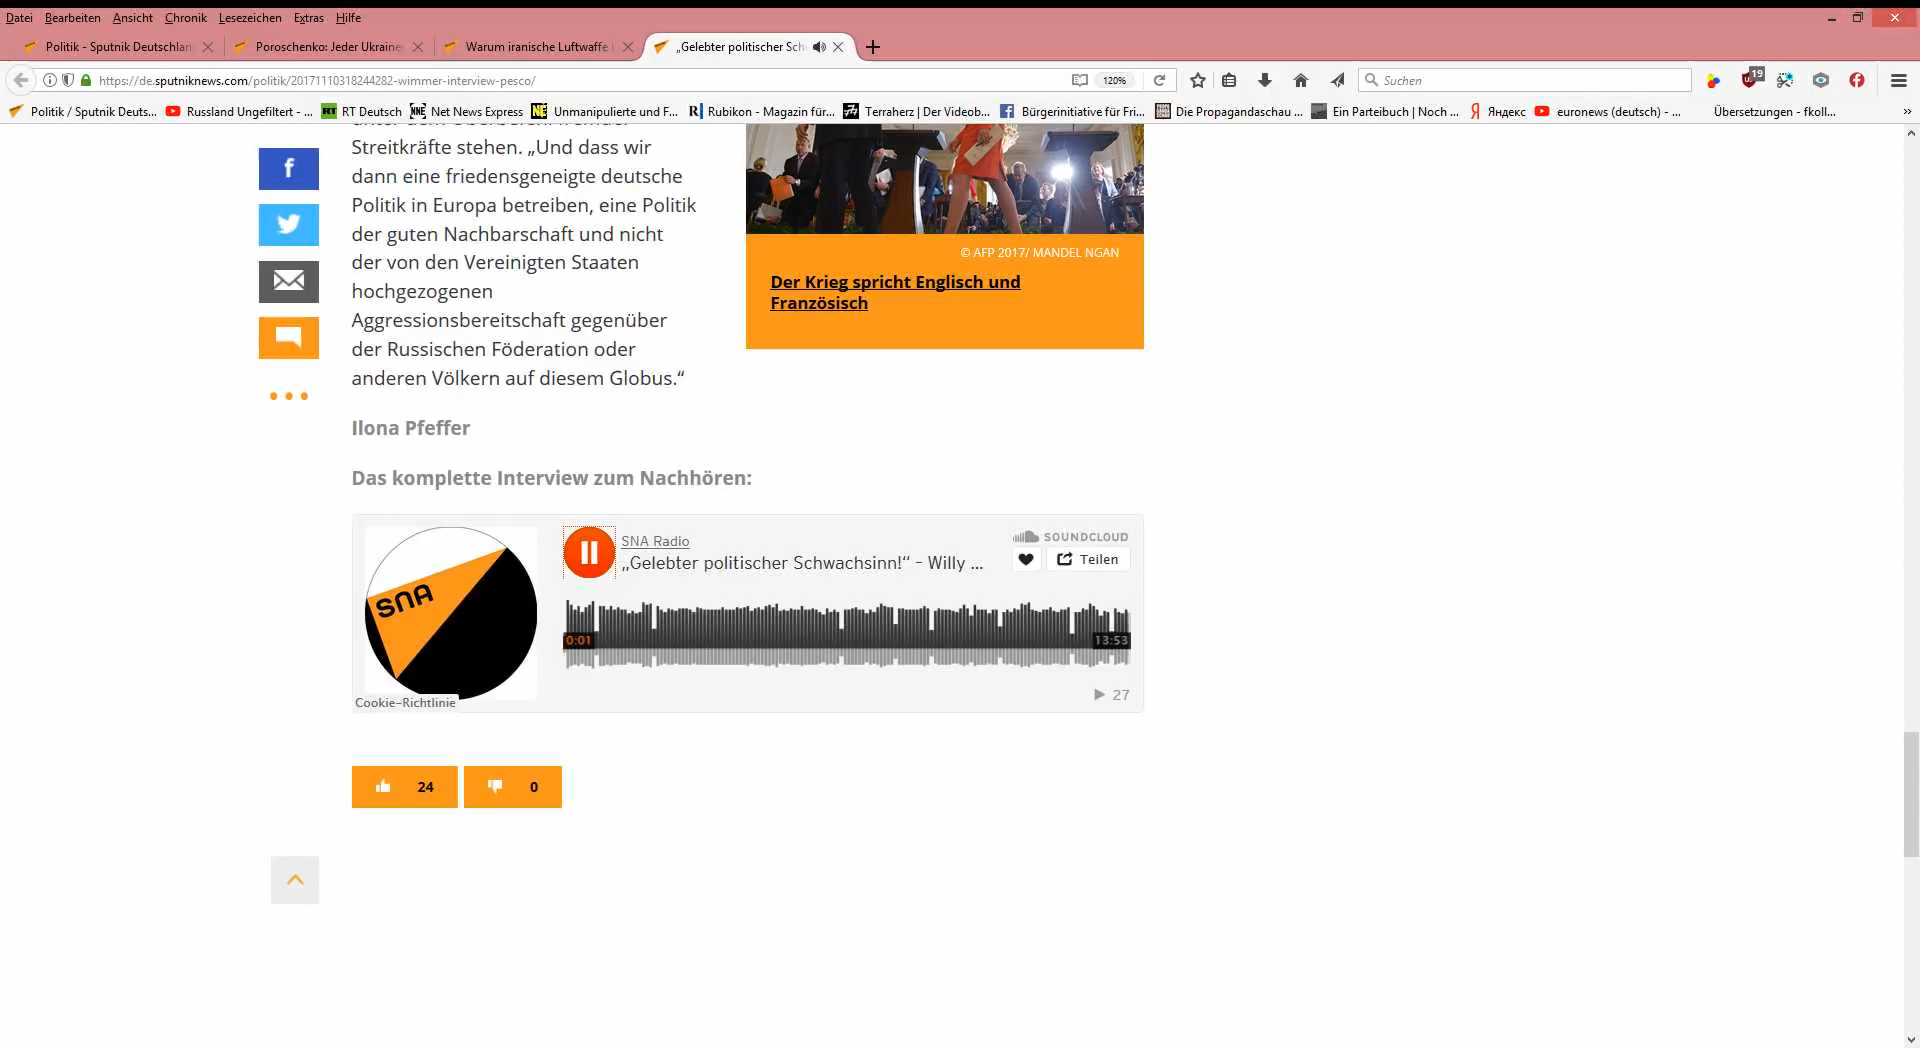 Datei Bearbeiten Ansicht Chronik Lesezeichen Extras Hilfe
Politik - Sputnik Deutschlan
Poroschenko: Jeder Ukraine
Warum iranische Luftwaffe
„Gelebter politischer Sch
https://de.sputniknews.com/politik/20171110318244282-wimmer-interview-pesco/
120%
Suchen
19
Politik / Sputnik Deuts...
Russland Ungefiltert - ...
RT Deutsch
Net News Express
Unmanipulierte und F...
Rubikon - Magazin für...
Terraherz | Der Videob...
Bürgerinitiative für Fri...
Die Propagandaschau ...
Ein Parteibuch | Noch ...
Яндекс
euronews (deutsch) - ...
Übersetzungen - fkoll...
Streitkräfte stehen. „Und dass wir
dann eine friedensgeneigte deutsche
Politik in Europa betreiben, eine Politik
der guten Nachbarschaft und nicht
der von den Vereinigten Staaten
hochgezogenen
Aggressionsbereitschaft gegenüber
der Russischen Föderation oder
anderen Völkern auf diesem Globus.“
© AFP 2017/ MANDEL NGAN
Der Krieg spricht Englisch und
Französisch
Ilona Pfeffer
Das komplette Interview zum Nachhören:
SNA
SNA Radio
„Gelebter politischer Schwachsinn!“ - Willy ...
SOUNDCLOUD
Teilen
0:01
13:53
Cookie-Richtlinie
27
24
0